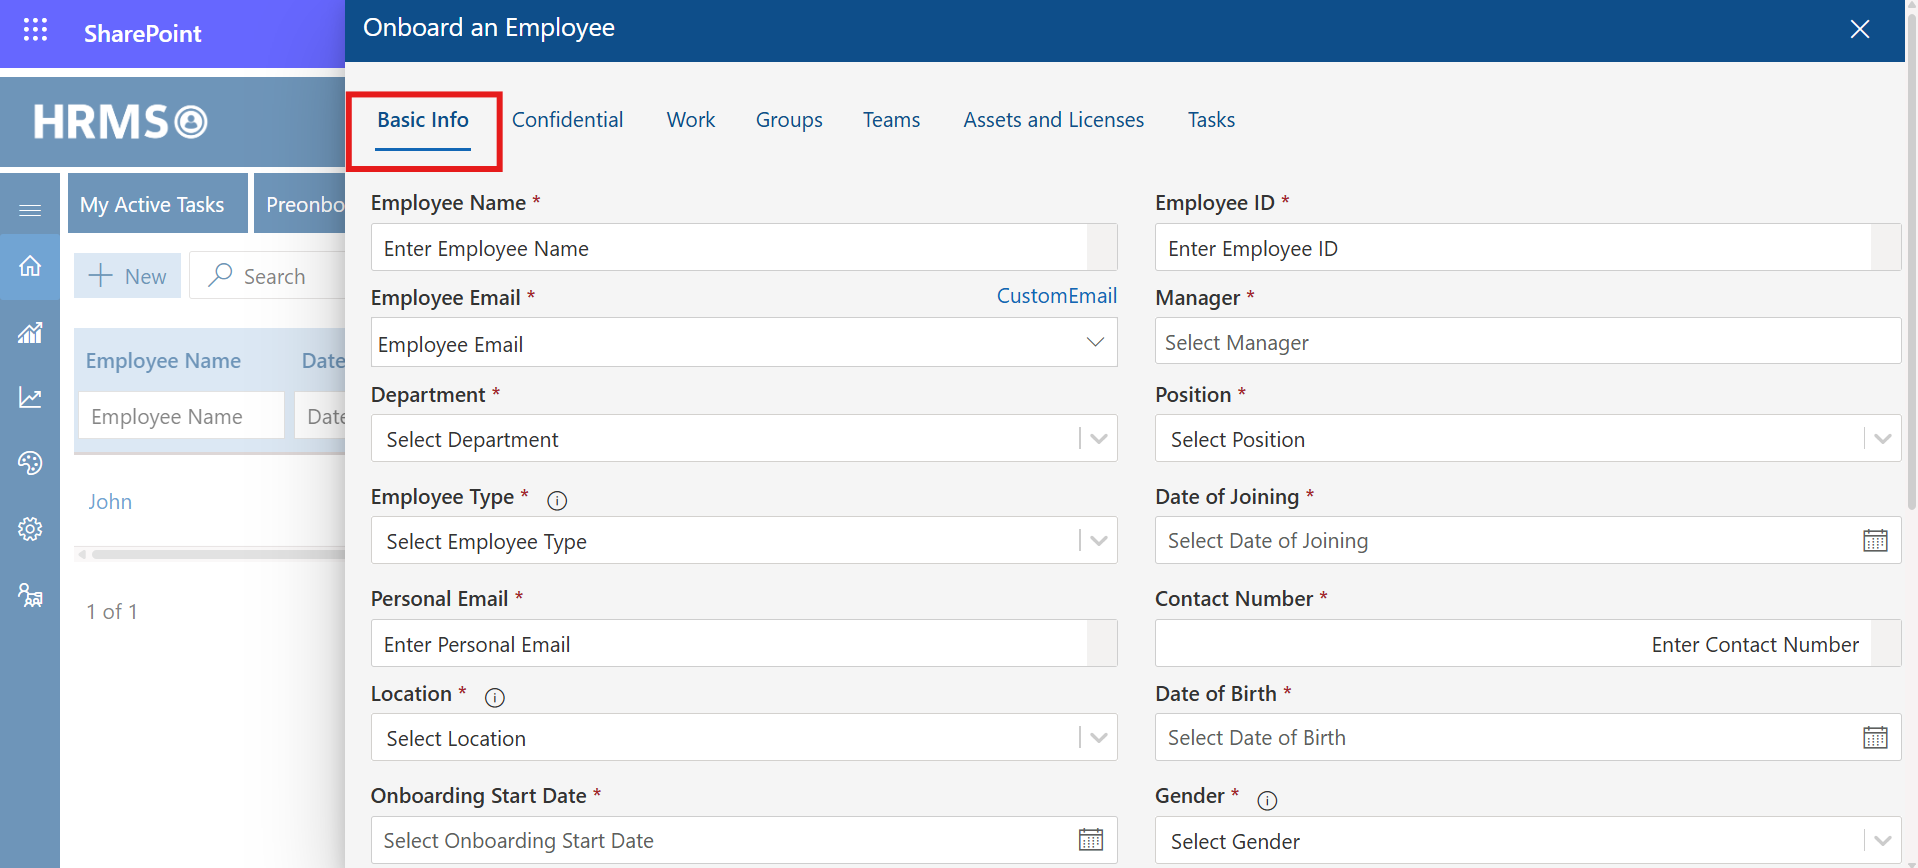 SharePoint
Onboard an Employee
HRMS
Basic Info Confidential Work Groups Teams Assets and Licenses Tasks
My Active Tasks Preonbo
New Search
Employee Name Date
Employee Name Date
John
1 of 1
Employee Name * Employee ID *
Enter Employee Name Enter Employee ID
Employee Email * CustomEmail Manager *
Employee Email Select Manager
Department * Position *
Select Department Select Position
Employee Type * Date of Joining *
Select Employee Type Select Date of Joining
Personal Email * Contact Number *
Enter Personal Email Enter Contact Number
Location * Date of Birth *
Select Location Select Date of Birth
Onboarding Start Date * Gender *
Select Onboarding Start Date Select Gender